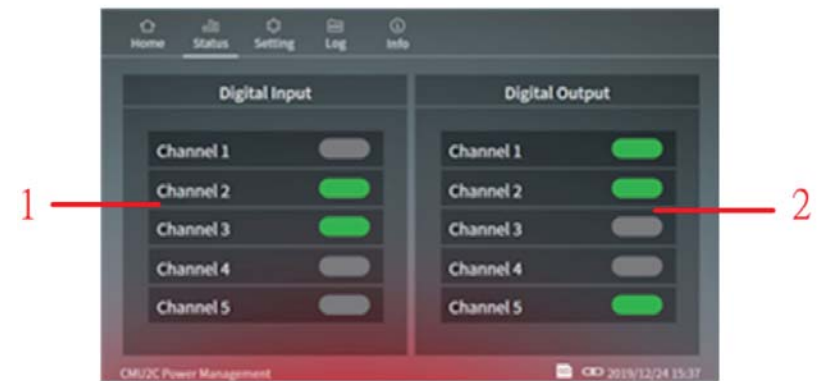 Home Status Setting Log Info
Digital Input
Channel 1
Channel 2
Channel 3
Channel 4
Channel 5
Digital Output
Channel 1
Channel 2
Channel 3
Channel 4
Channel 5
1
2
CMU2C Power Management
2019/12/24 15:37